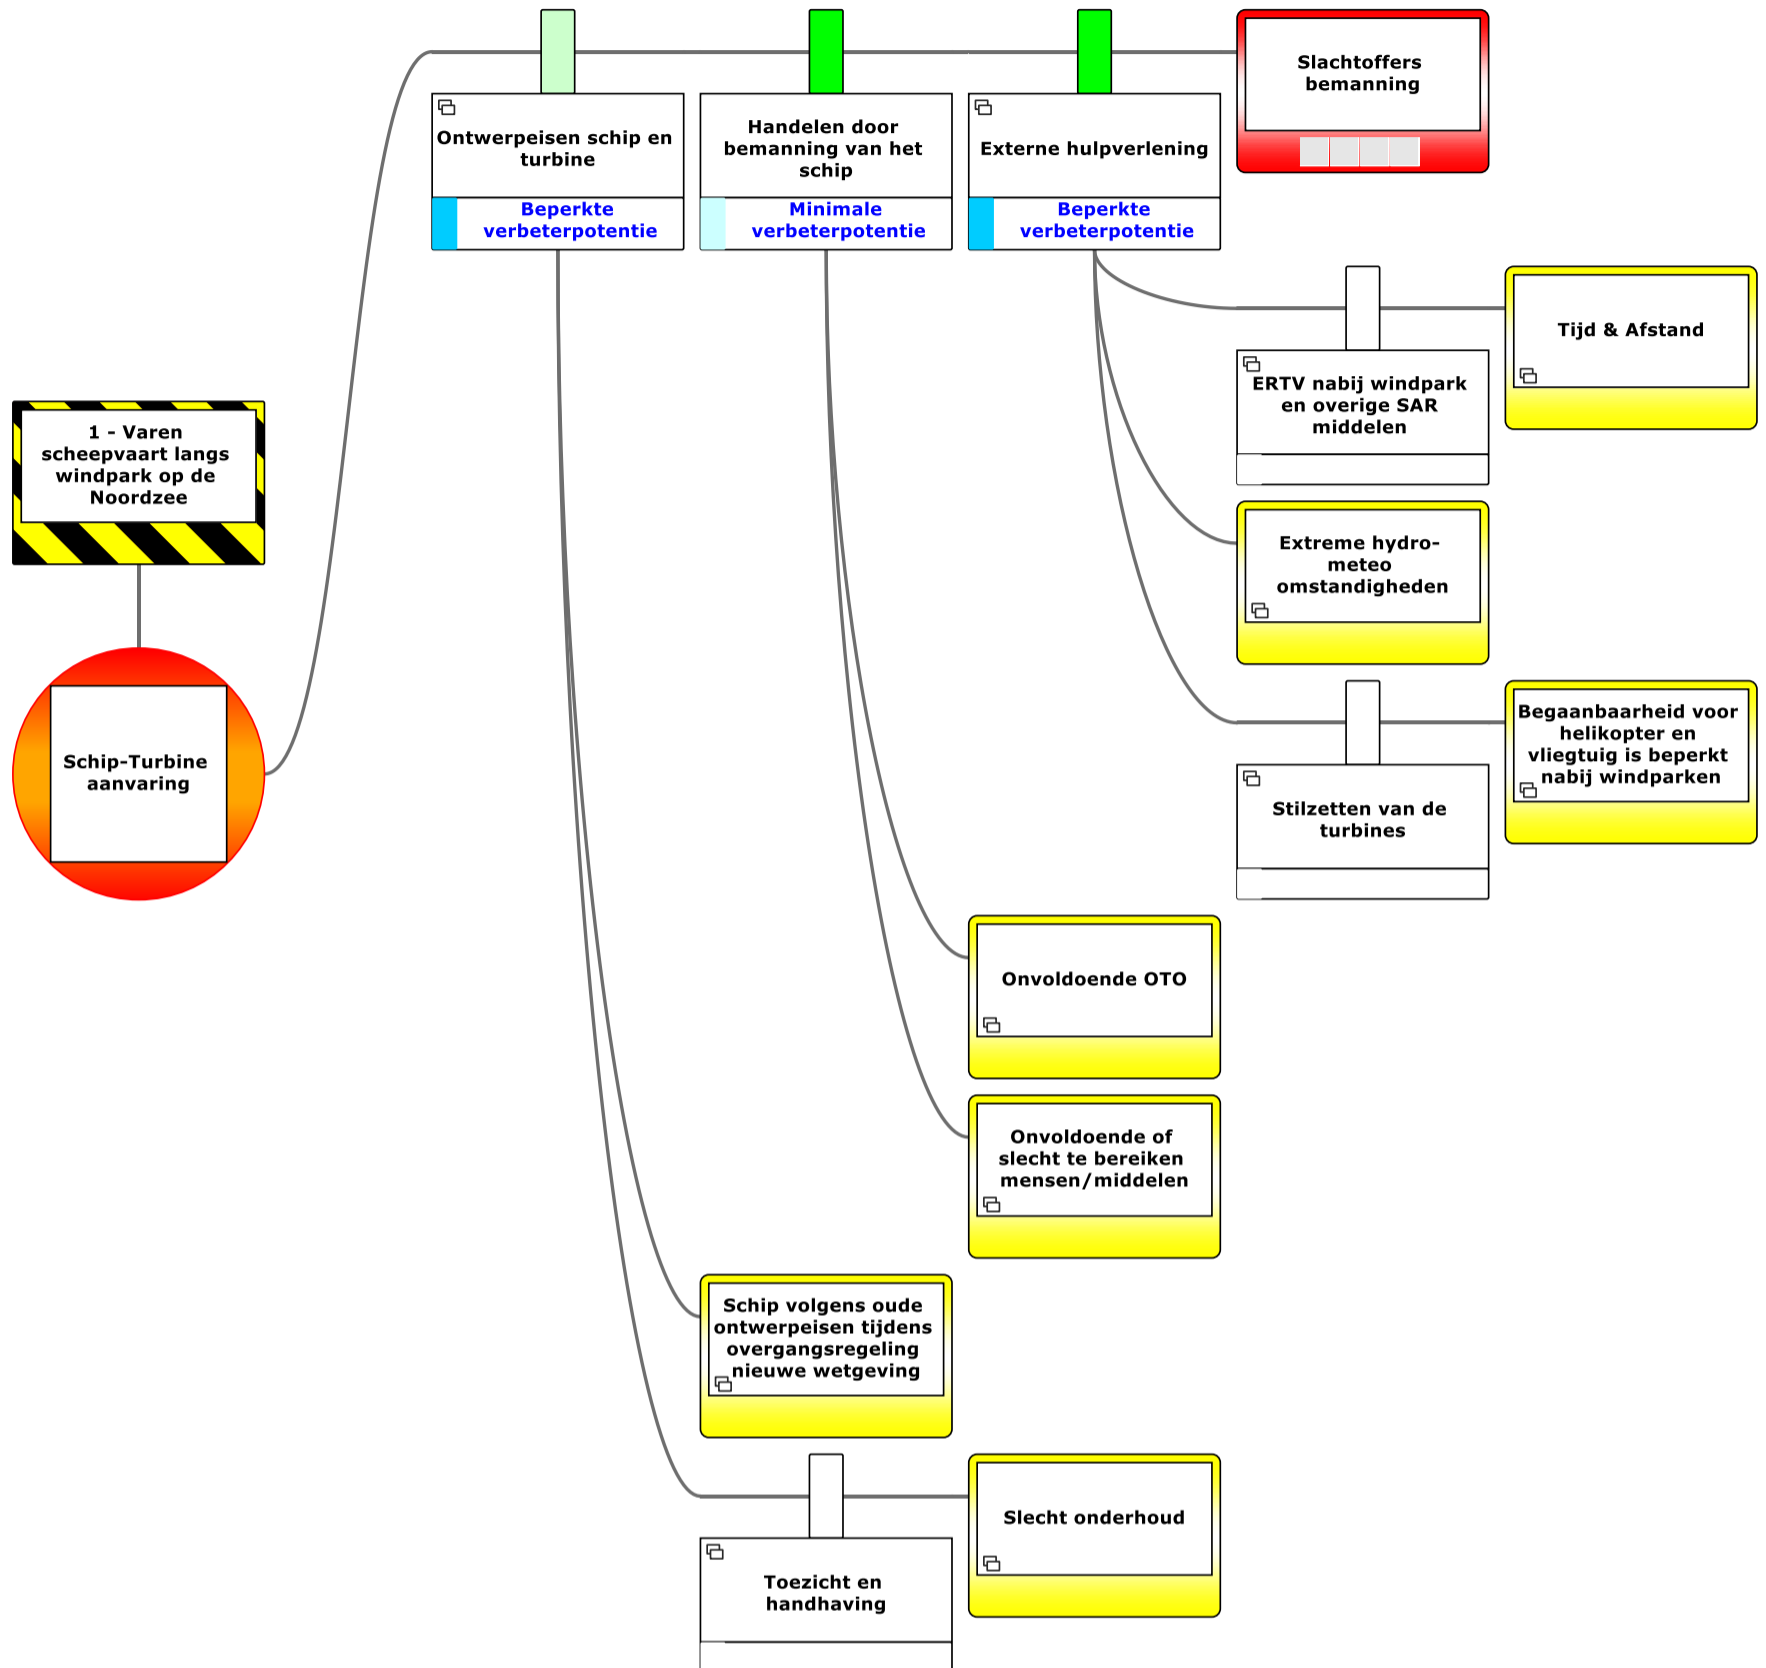 Slachtoffers
bemanning
Ontwerpeisen schip en
turbine
Beperkte
verbeterpotentie
Handelen door
bemanning van het
schip
Minimale
verbeterpotentie
Externe hulpverlening
Beperkte
verbeterpotentie
Tijd & Afstand
ERTV nabij windpark
en overige SAR
middelen
1 - Varen
scheepvaart langs
windpark op de
Noordzee
Extreme hydro-
meteo
omstandigheden
Schip-Turbine
aanvaring
Begaanbaarheid voor
helikopter en
vliegtuig is beperkt
nabij windparken
Stilzetten van de
turbines
Onvoldoende OTO
Onvoldoende of
slecht te bereiken
mensen/middelen
Schip volgens oude
ontwerpeisen tijdens
overgangsregeling
nieuwe wetgeving
Slecht onderhoud
Toezicht en
handhaving